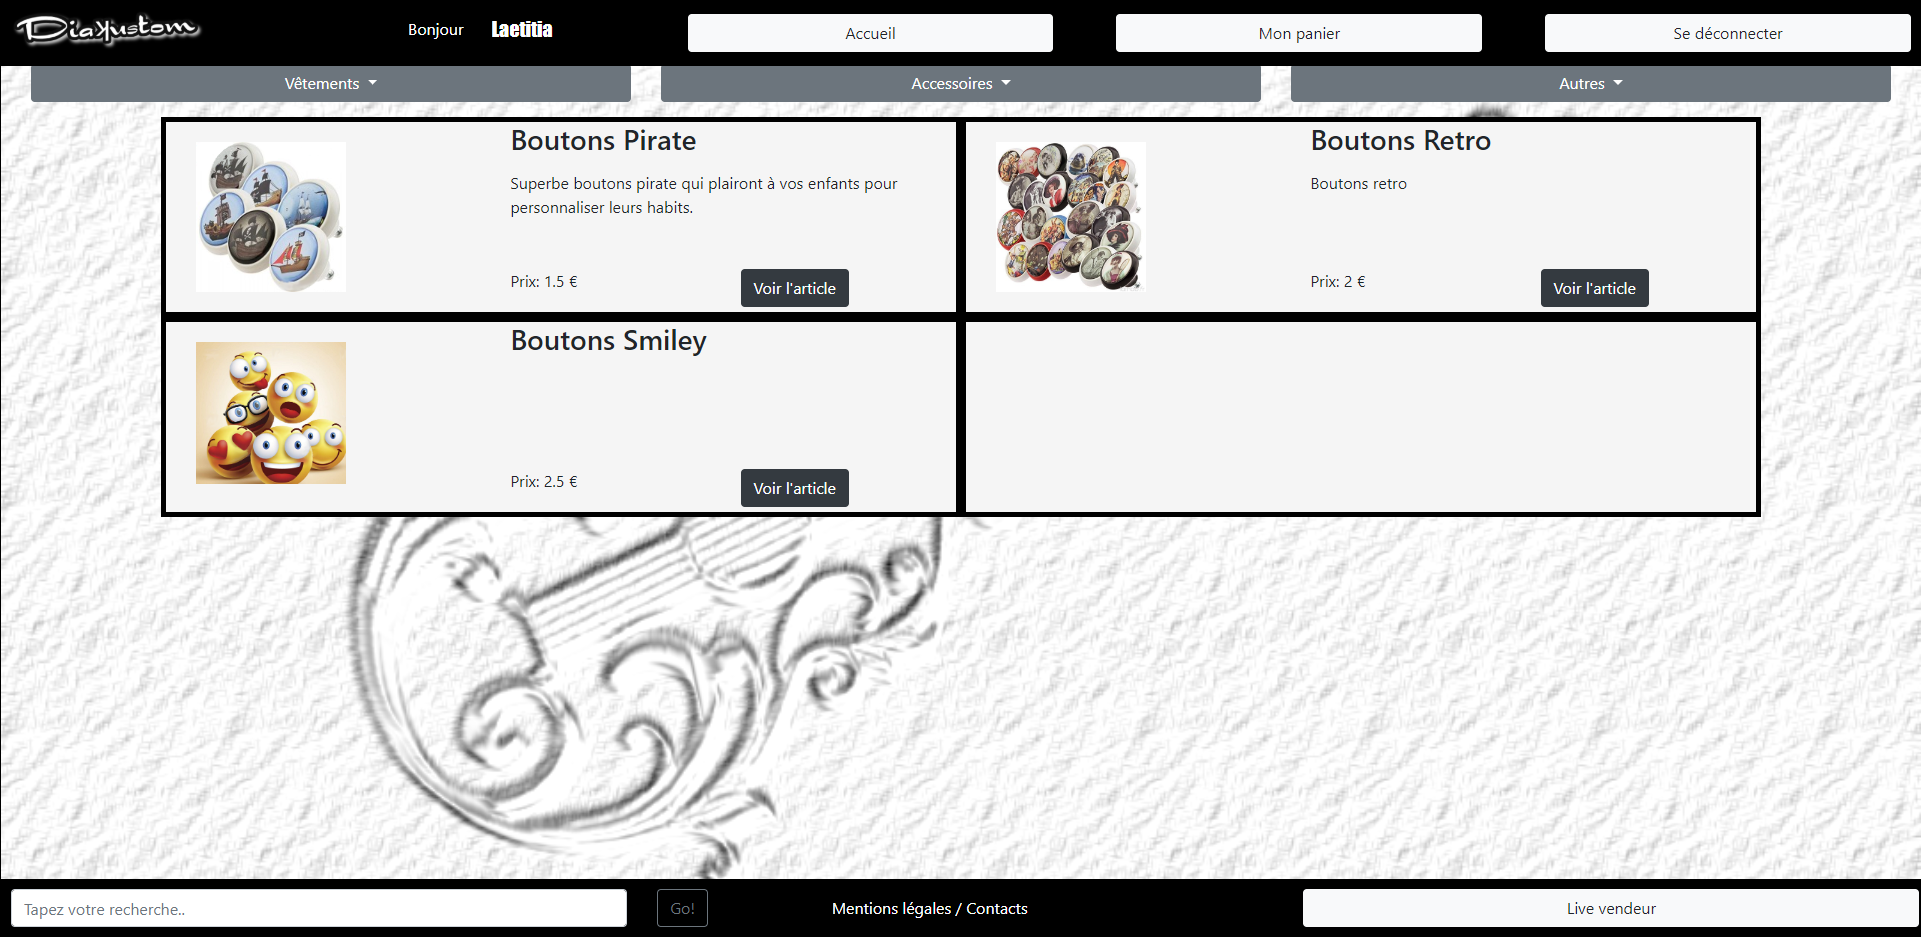 Diakkustom
Bonjour Laetitia
Accueil
Mon panier
Se déconnecter
Vêtements
Accessoires
Autres
Boutons Pirate
Superbe boutons pirate qui plairont à vos enfants pour
personnaliser leurs habits.
Prix: 1.5 €
Voir l'article
Boutons Retro
Boutons retro
Prix: 2 €
Voir l'article
Boutons Smiley
Prix: 2.5 €
Voir l'article
Tapez votre recherche..
Go!
Mentions légales / Contacts
Live vendeur